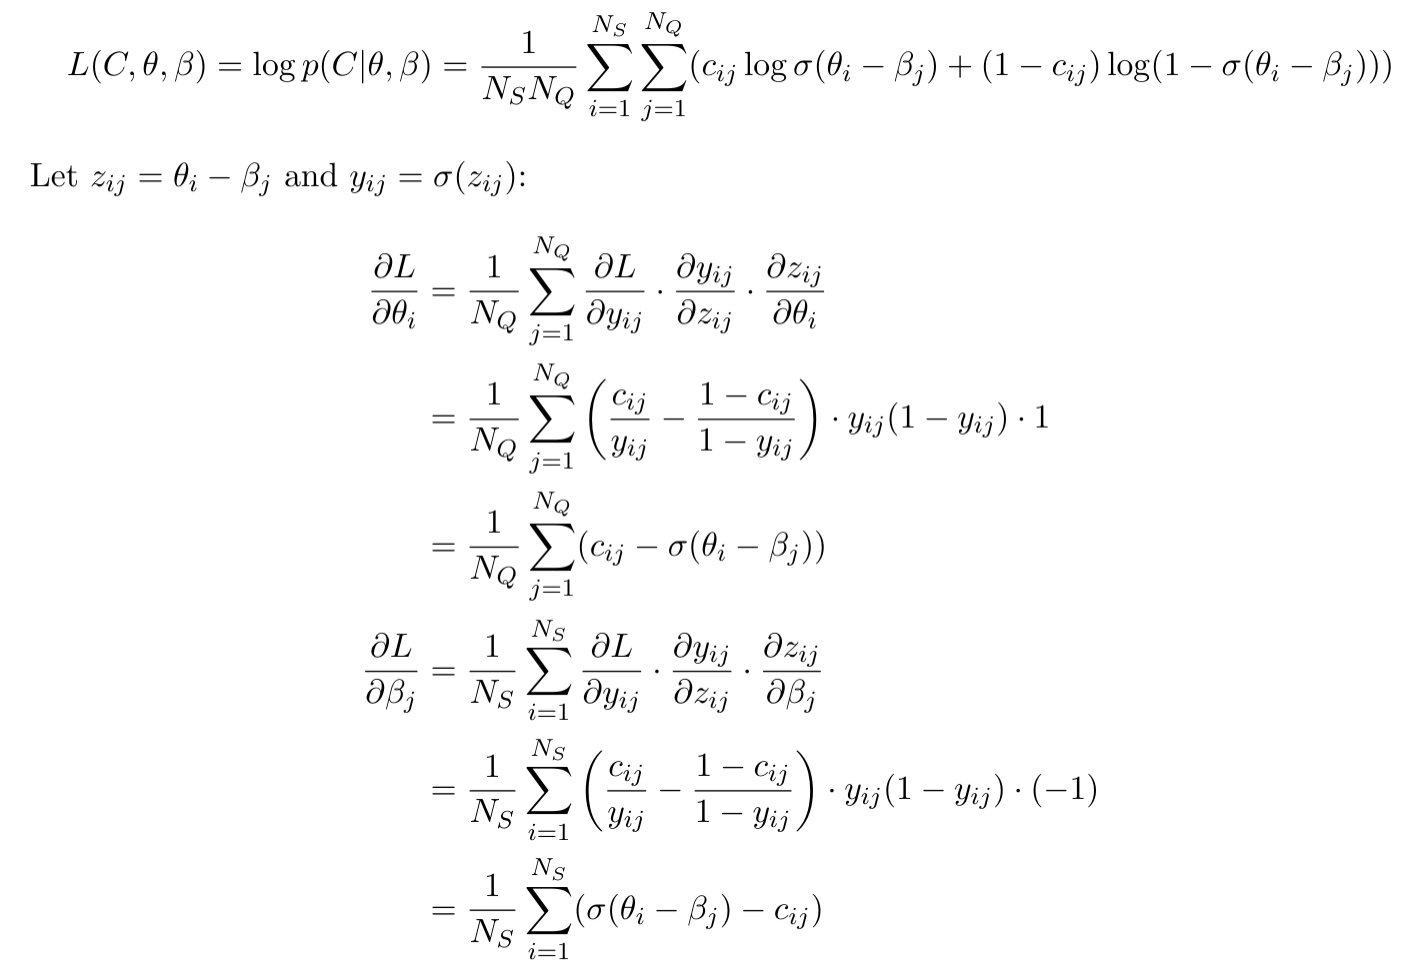 L(C, θ, β) = log p(C|θ, β) = \frac{1}{N_S N_Q} \sum_{i=1}^{N_S} \sum_{j=1}^{N_Q} (c_{ij} log σ(θ_i − β_j) + (1 − c_{ij}) log(1 − σ(θ_i − β_j)))
Let z_{ij} = θ_i − β_j and y_{ij} = σ(z_{ij}):
\frac{∂L}{∂θ_i} = \frac{1}{N_Q} \sum_{j=1}^{N_Q} \frac{∂L}{∂y_{ij}} · \frac{∂y_{ij}}{∂z_{ij}} · \frac{∂z_{ij}}{∂θ_i}
= \frac{1}{N_Q} \sum_{j=1}^{N_Q} (\frac{c_{ij}}{y_{ij}} − \frac{1 − c_{ij}}{1 − y_{ij}}) · y_{ij}(1 − y_{ij}) · 1
= \frac{1}{N_Q} \sum_{j=1}^{N_Q} (c_{ij} − σ(θ_i − β_j))
\frac{∂L}{∂β_j} = \frac{1}{N_S} \sum_{i=1}^{N_S} \frac{∂L}{∂y_{ij}} · \frac{∂y_{ij}}{∂z_{ij}} · \frac{∂z_{ij}}{∂β_j}
= \frac{1}{N_S} \sum_{i=1}^{N_S} (\frac{c_{ij}}{y_{ij}} − \frac{1 − c_{ij}}{1 − y_{ij}}) · y_{ij}(1 − y_{ij}) · (−1)
= \frac{1}{N_S} \sum_{i=1}^{N_S} (σ(θ_i − β_j) − c_{ij})